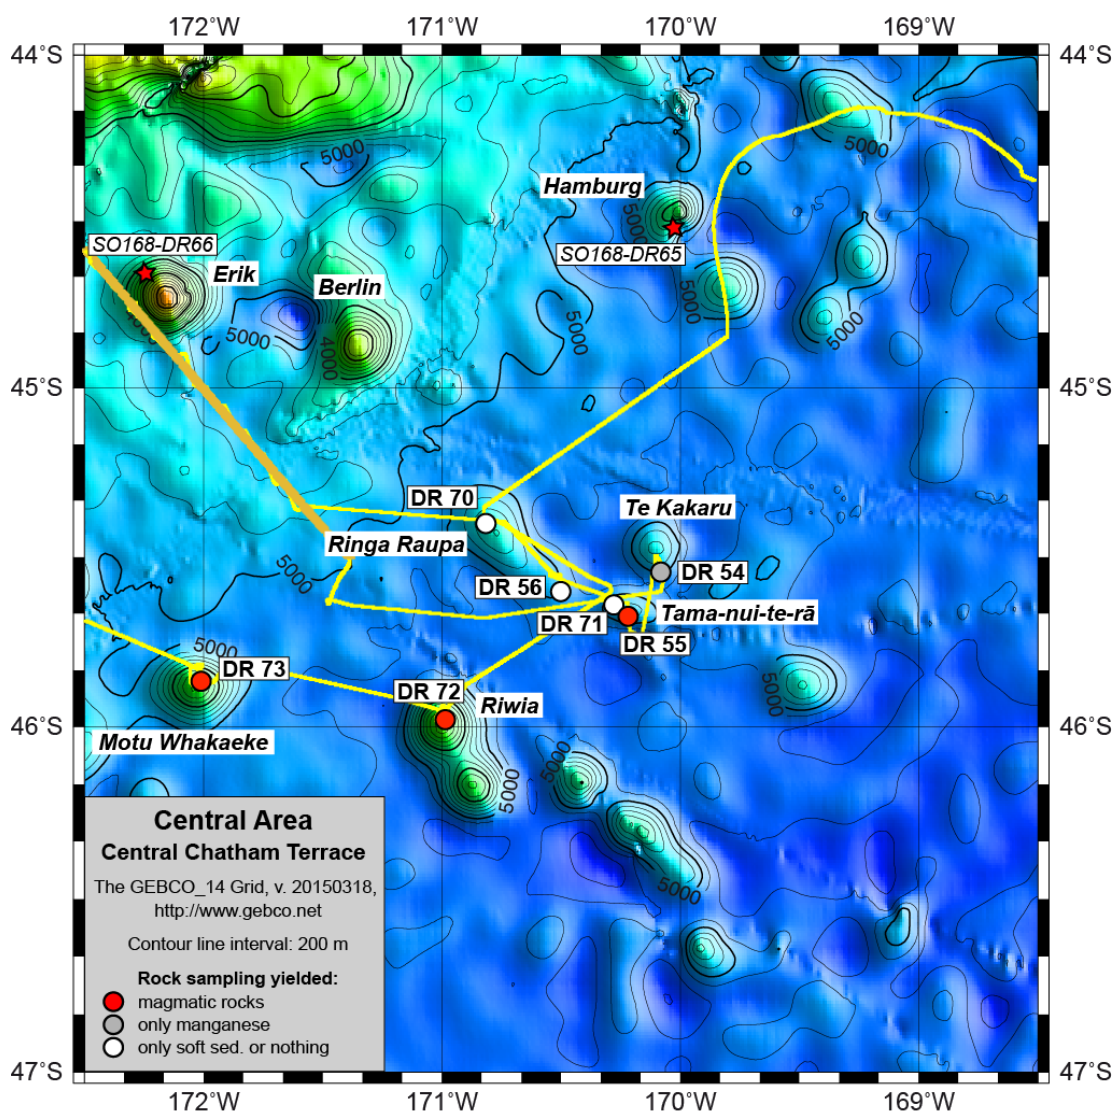 172°W
171°W
170°W
169°W
44°S
44°S
5000
5000
Hamburg
5000
SO168-DR66
SO168-DR65
Erik
Berlin
5000
5000
5000
5000
4000
45°S
45°S
DR 70
Te Kakaru
Ringa Raupa
5000
DR 56
DR 54
DR 71
Tama-nui-te-rā
DR 55
5000
DR 73
DR 72
Riwia
5000
46°S
46°S
Motu Whakaeke
5000
5000
5000
Central Area
Central Chatham Terrace
The GEBCO_14 Grid, v. 20150318,
http://www.gebco.net
Contour line interval: 200 m
Rock sampling yielded:
magmatic rocks
only manganese
only soft sed. or nothing
47°S
47°S
172°W
171°W
170°W
169°W